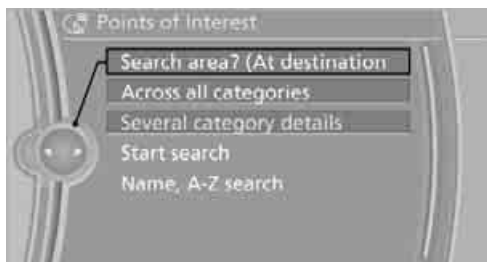 Points of Interest
Search area? (At destination
Across all categories
Several category details
Start search
Name, A-Z search